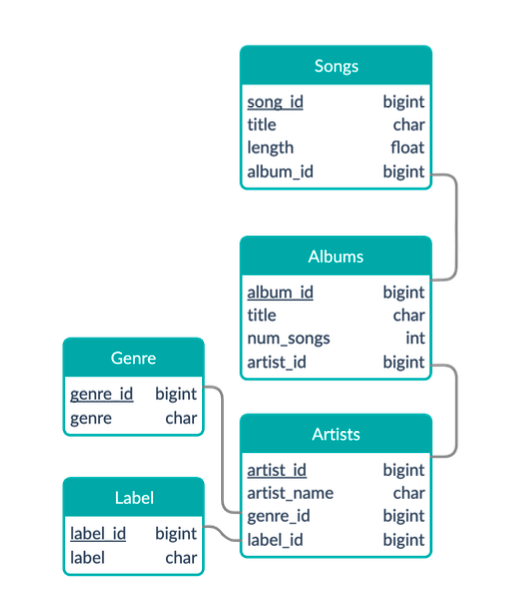 Songs
song_id bigint
title char
length float
album_id bigint
Albums
album_id bigint
title char
num_songs int
artist_id bigint
Genre
genre_id bigint
genre char
Artists
artist_id bigint
artist_name char
genre_id bigint
label_id bigint
Label
label_id bigint
label char